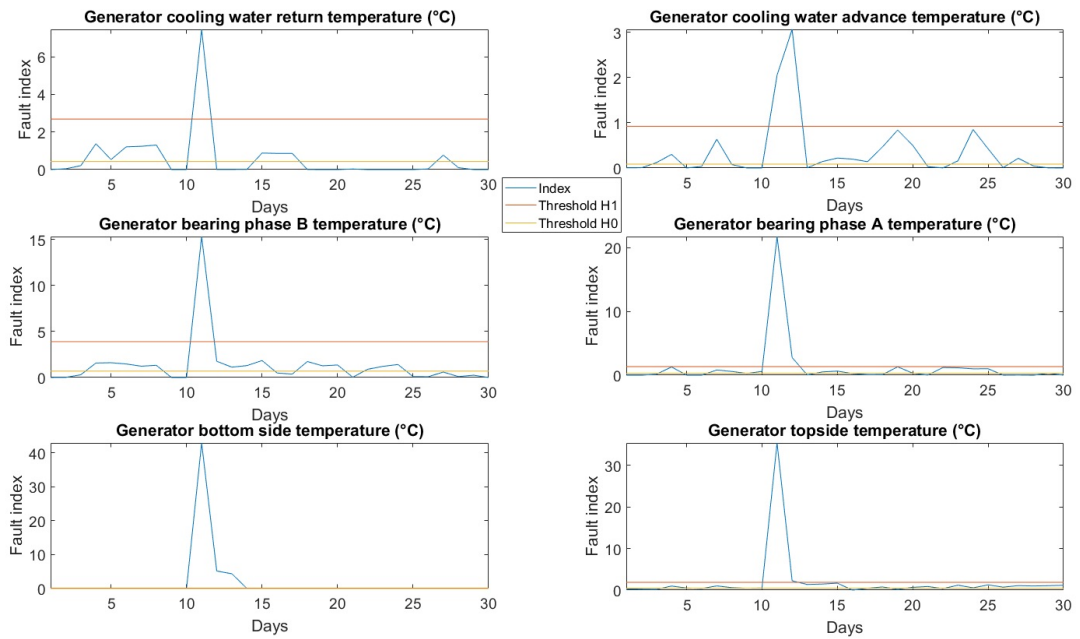 Generator cooling water return temperature (°C)
Fault index
6
4
2
0
5 10 15 20 25 30
Days
Generator cooling water advance temperature (°C)
Fault index
3
2
1
0
5 10 15 20 25 30
Days
Index
Threshold H1
Threshold H0
Generator bearing phase B temperature (°C)
Fault index
15
10
5
0
5 10 15 20 25 30
Days
Generator bearing phase A temperature (°C)
Fault index
20
10
0
5 10 15 20 25 30
Days
Generator bottom side temperature (°C)
Fault index
40
30
20
10
0
5 10 15 20 25 30
Days
Generator topside temperature (°C)
Fault index
30
20
10
0
5 10 15 20 25 30
Days